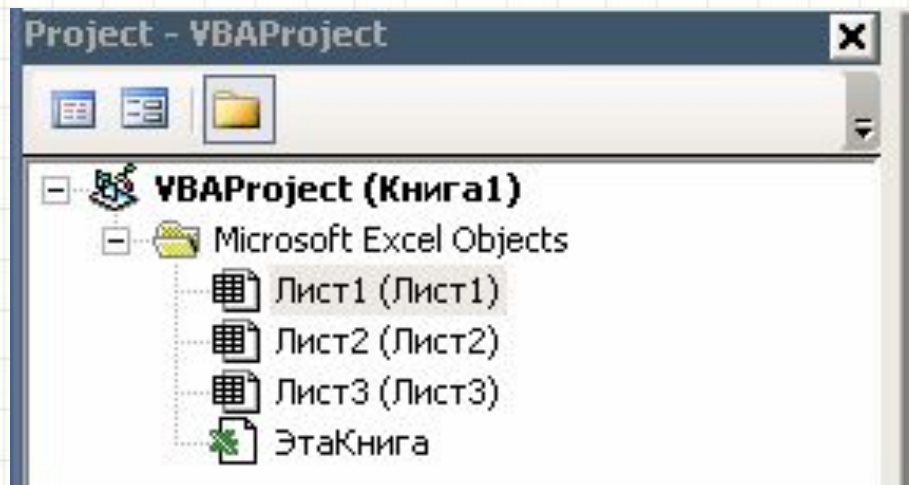 Project - VBAProject
VBAProject (Книга1)
Microsoft Excel Objects
Лист1 (Лист1)
Лист2 (Лист2)
Лист3 (Лист3)
ЭтаКнига